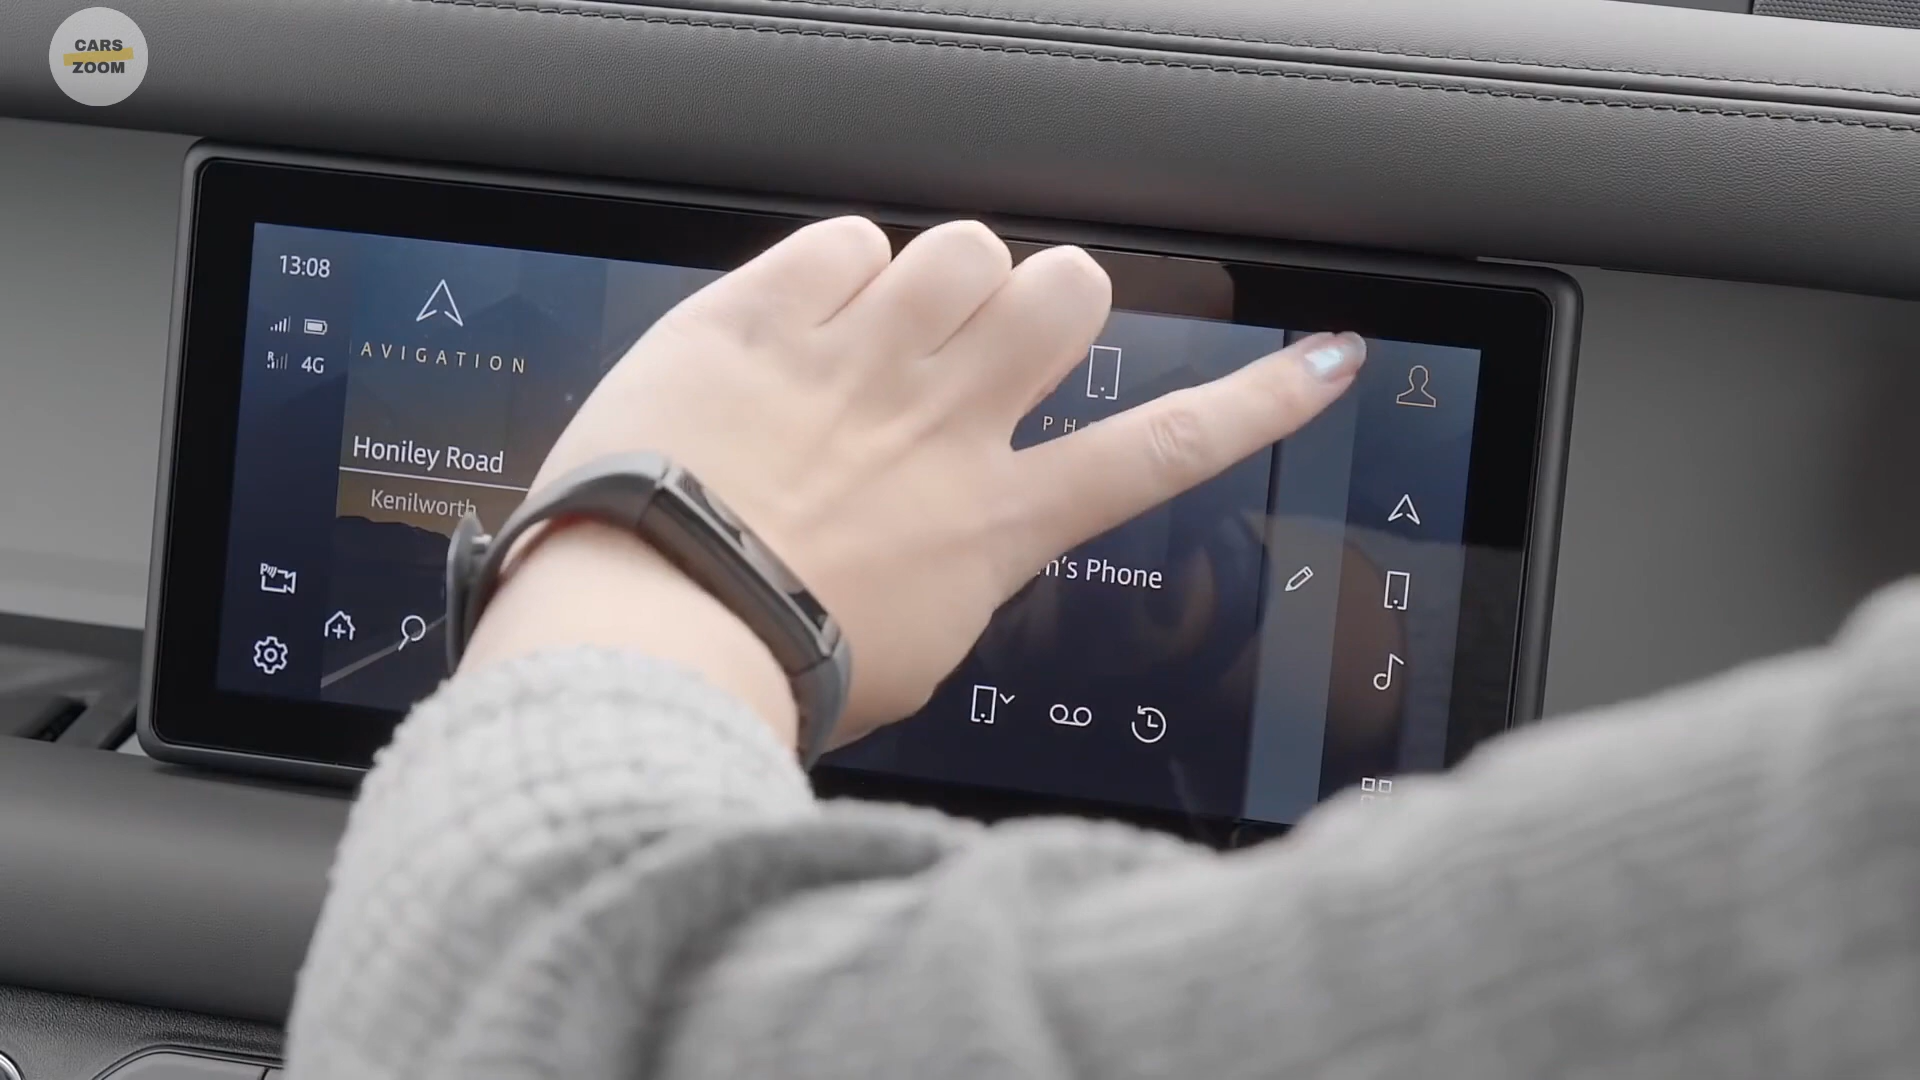 CARS
ZOOM
13:08
4G
AVIGATION
Honiley Road
Kenilworth
PH
n's Phone